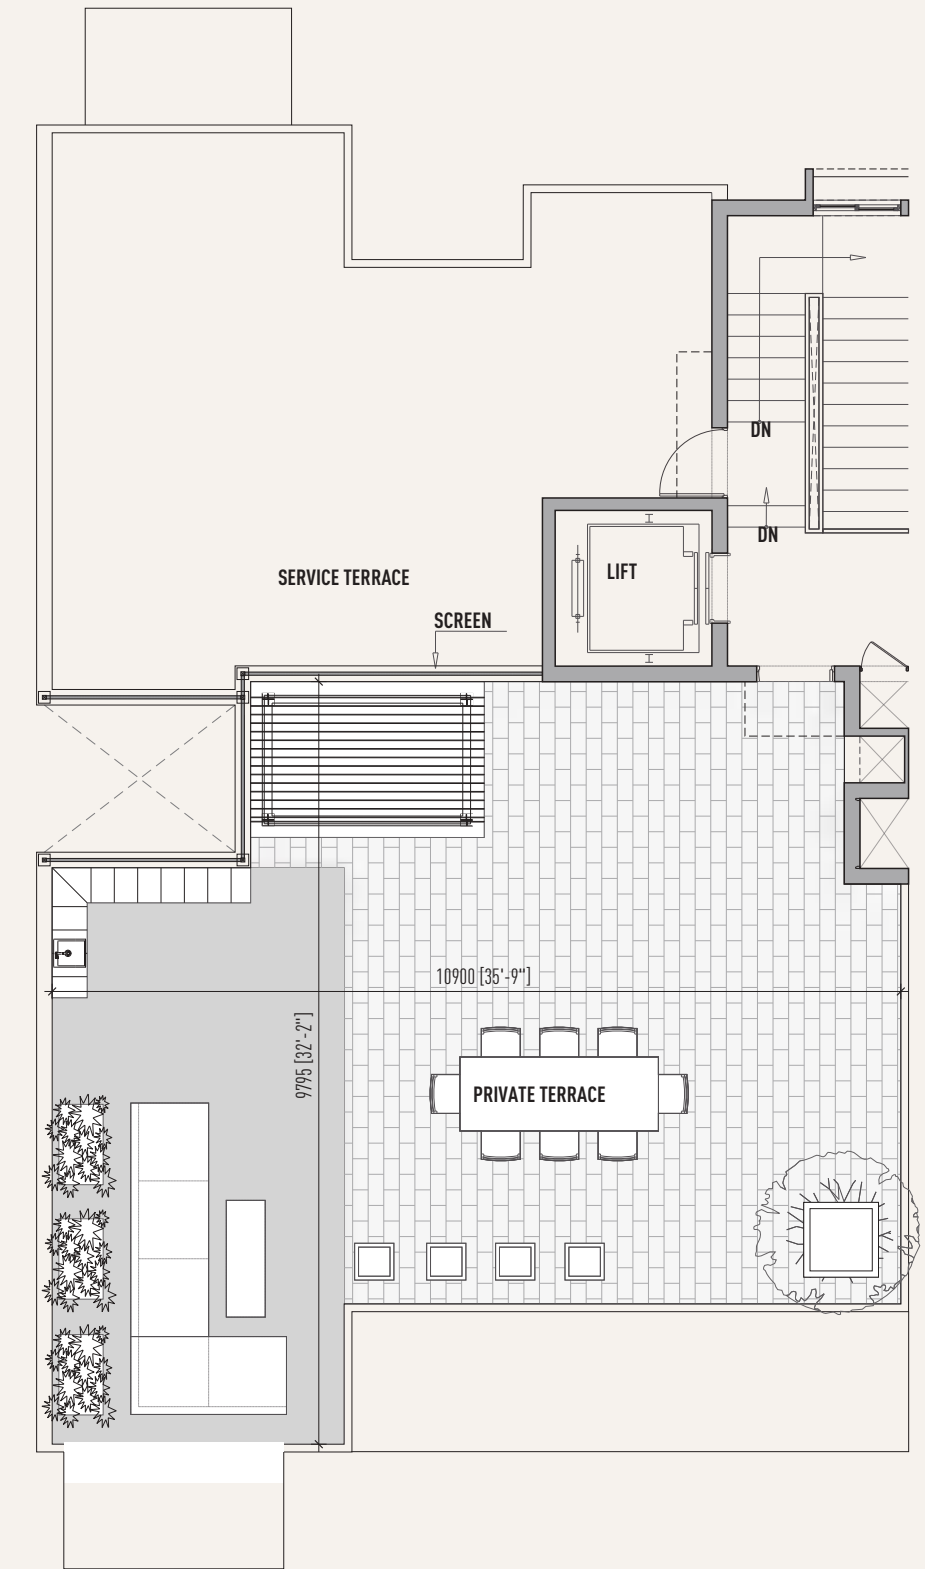 DN
DN
LIFT
SERVICE TERRACE
SCREEN
10900 [35'-9"]
9795 [32'-2"]
PRIVATE TERRACE